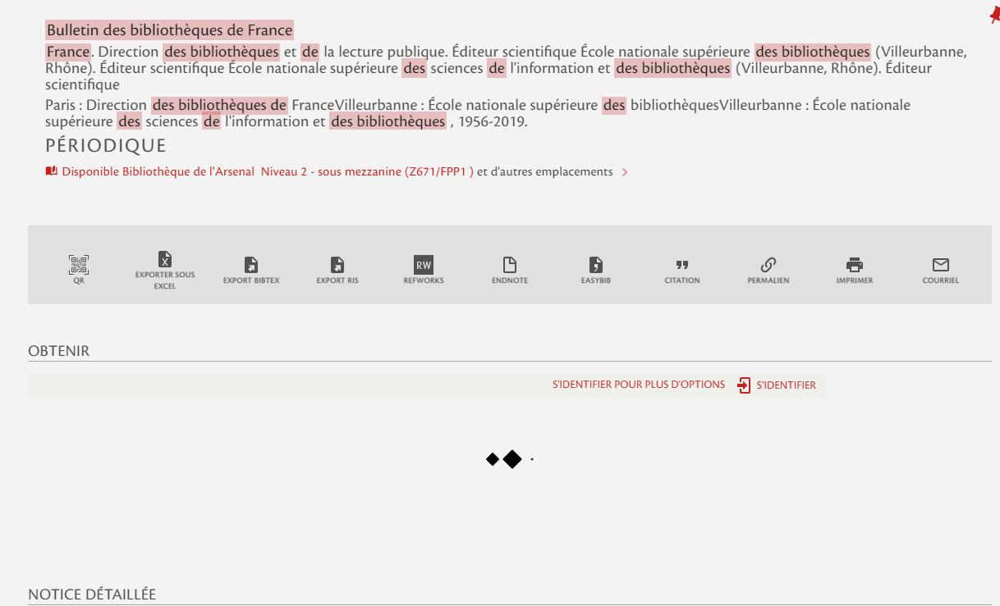 Bulletin des bibliothèques de France
France. Direction des bibliothèques et de la lecture publique. Éditeur scientifique École nationale supérieure des bibliothèques (Villeurbanne,
Rhône). Éditeur scientifique École nationale supérieure des sciences de l'information et des bibliothèques (Villeurbanne, Rhône). Éditeur
scientifique
Paris : Direction des bibliothèques de FranceVilleurbanne : École nationale supérieure des bibliothèquesVilleurbanne : École nationale
supérieure des sciences de l'information et des bibliothèques , 1956-2019.
PÉRIODIQUE
Disponible Bibliothèque de l'Arsenal Niveau 2 - sous mezzanine (Z671/FPP1 ) et d'autres emplacements
QR
EXPORTER SOUS
EXCEL
EXPORT BIBTEX
EXPORT RIS
RW
REFWORKS
ENDNOTE
EASYBIB
CITATION
PERMALIEN
IMPRIMER
COURRIEL
OBTENIR
S'IDENTIFIER POUR PLUS D'OPTIONS S'IDENTIFIER
NOTICE DÉTAILLÉE